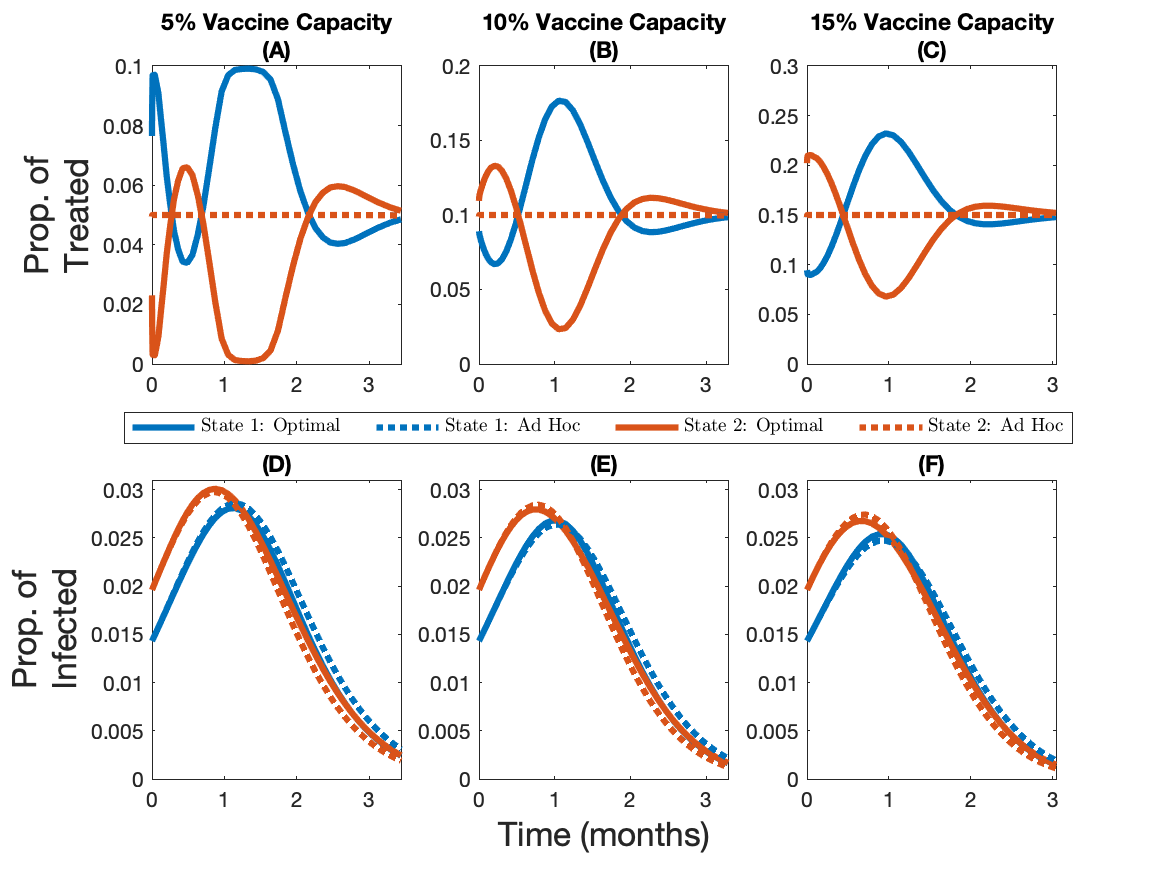 5% Vaccine Capacity
(A)
10% Vaccine Capacity
(B)
15% Vaccine Capacity
(C)
Prop. of
Treated
0.1
0.08
0.06
0.04
0.02
0
0 1 2 3
0.2
0.15
0.1
0.05
0
0 1 2 3
0.3
0.25
0.2
0.15
0.1
0.05
0
0 1 2 3
State 1: Optimal
State 1: Ad Hoc
State 2: Optimal
State 2: Ad Hoc
(D)
(E)
(F)
Prop. of
Infected
0.03
0.025
0.02
0.015
0.01
0.005
0
0 1 2 3
0.03
0.025
0.02
0.015
0.01
0.005
0
0 1 2 3
0.03
0.025
0.02
0.015
0.01
0.005
0
0 1 2 3
Time (months)